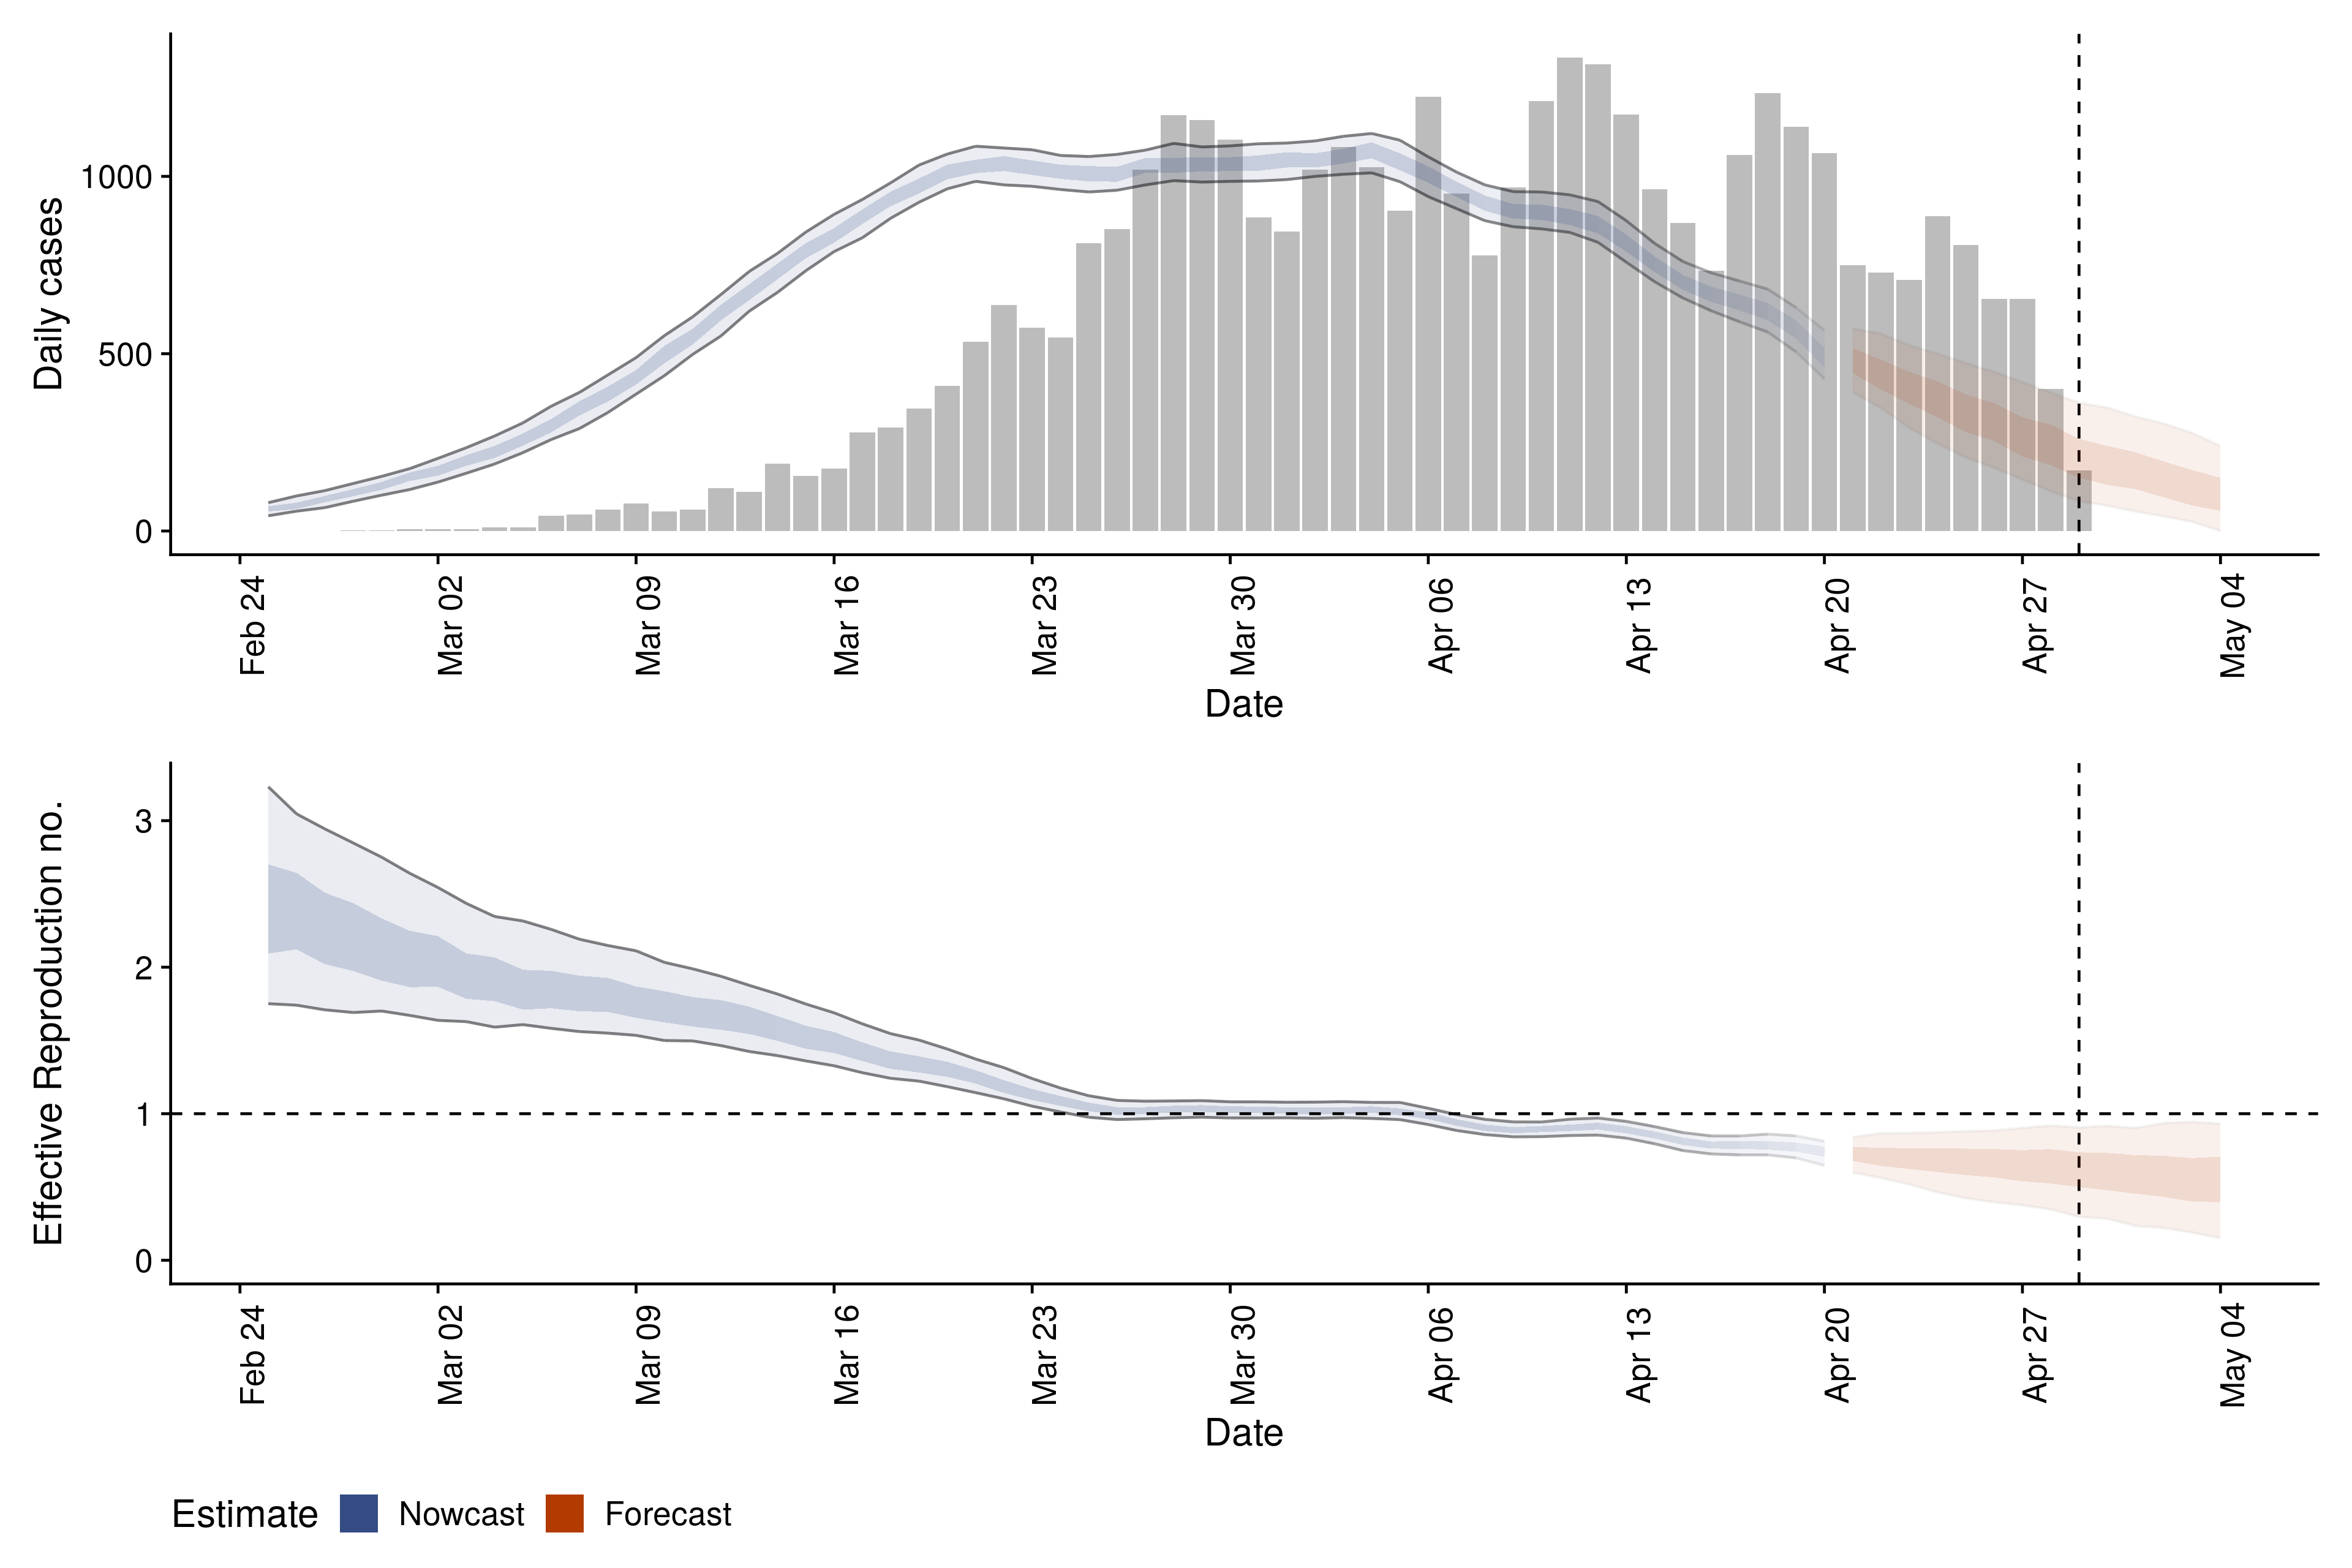 Daily cases
1000
500
0
Feb 24
Mar 02
Mar 09
Mar 16
Mar 23
Mar 30
Apr 06
Apr 13
Apr 20
Apr 27
May 04
Date
Effective Reproduction no.
3
2
1
0
Feb 24
Mar 02
Mar 09
Mar 16
Mar 23
Mar 30
Apr 06
Apr 13
Apr 20
Apr 27
May 04
Date
Estimate Nowcast Forecast